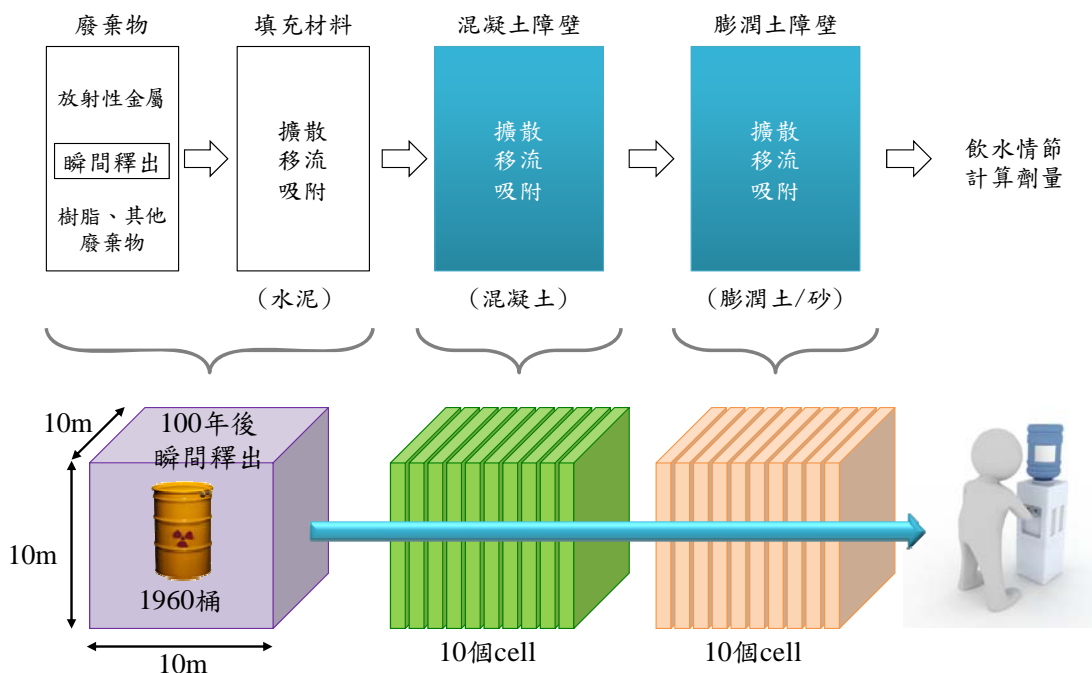 廢棄物
填充材料
混凝土障壁
膨潤土障壁
放射性金屬
瞬間釋出
樹脂、其他
廢棄物
擴散
移流
吸附
擴散
移流
吸附
擴散
移流
吸附
飲水情節
計算劑量
(水泥)
(混凝土)
(膨潤土/砂)
10m
100年後
瞬間釋出
10m
1960桶
10m
10個cell
10個cell